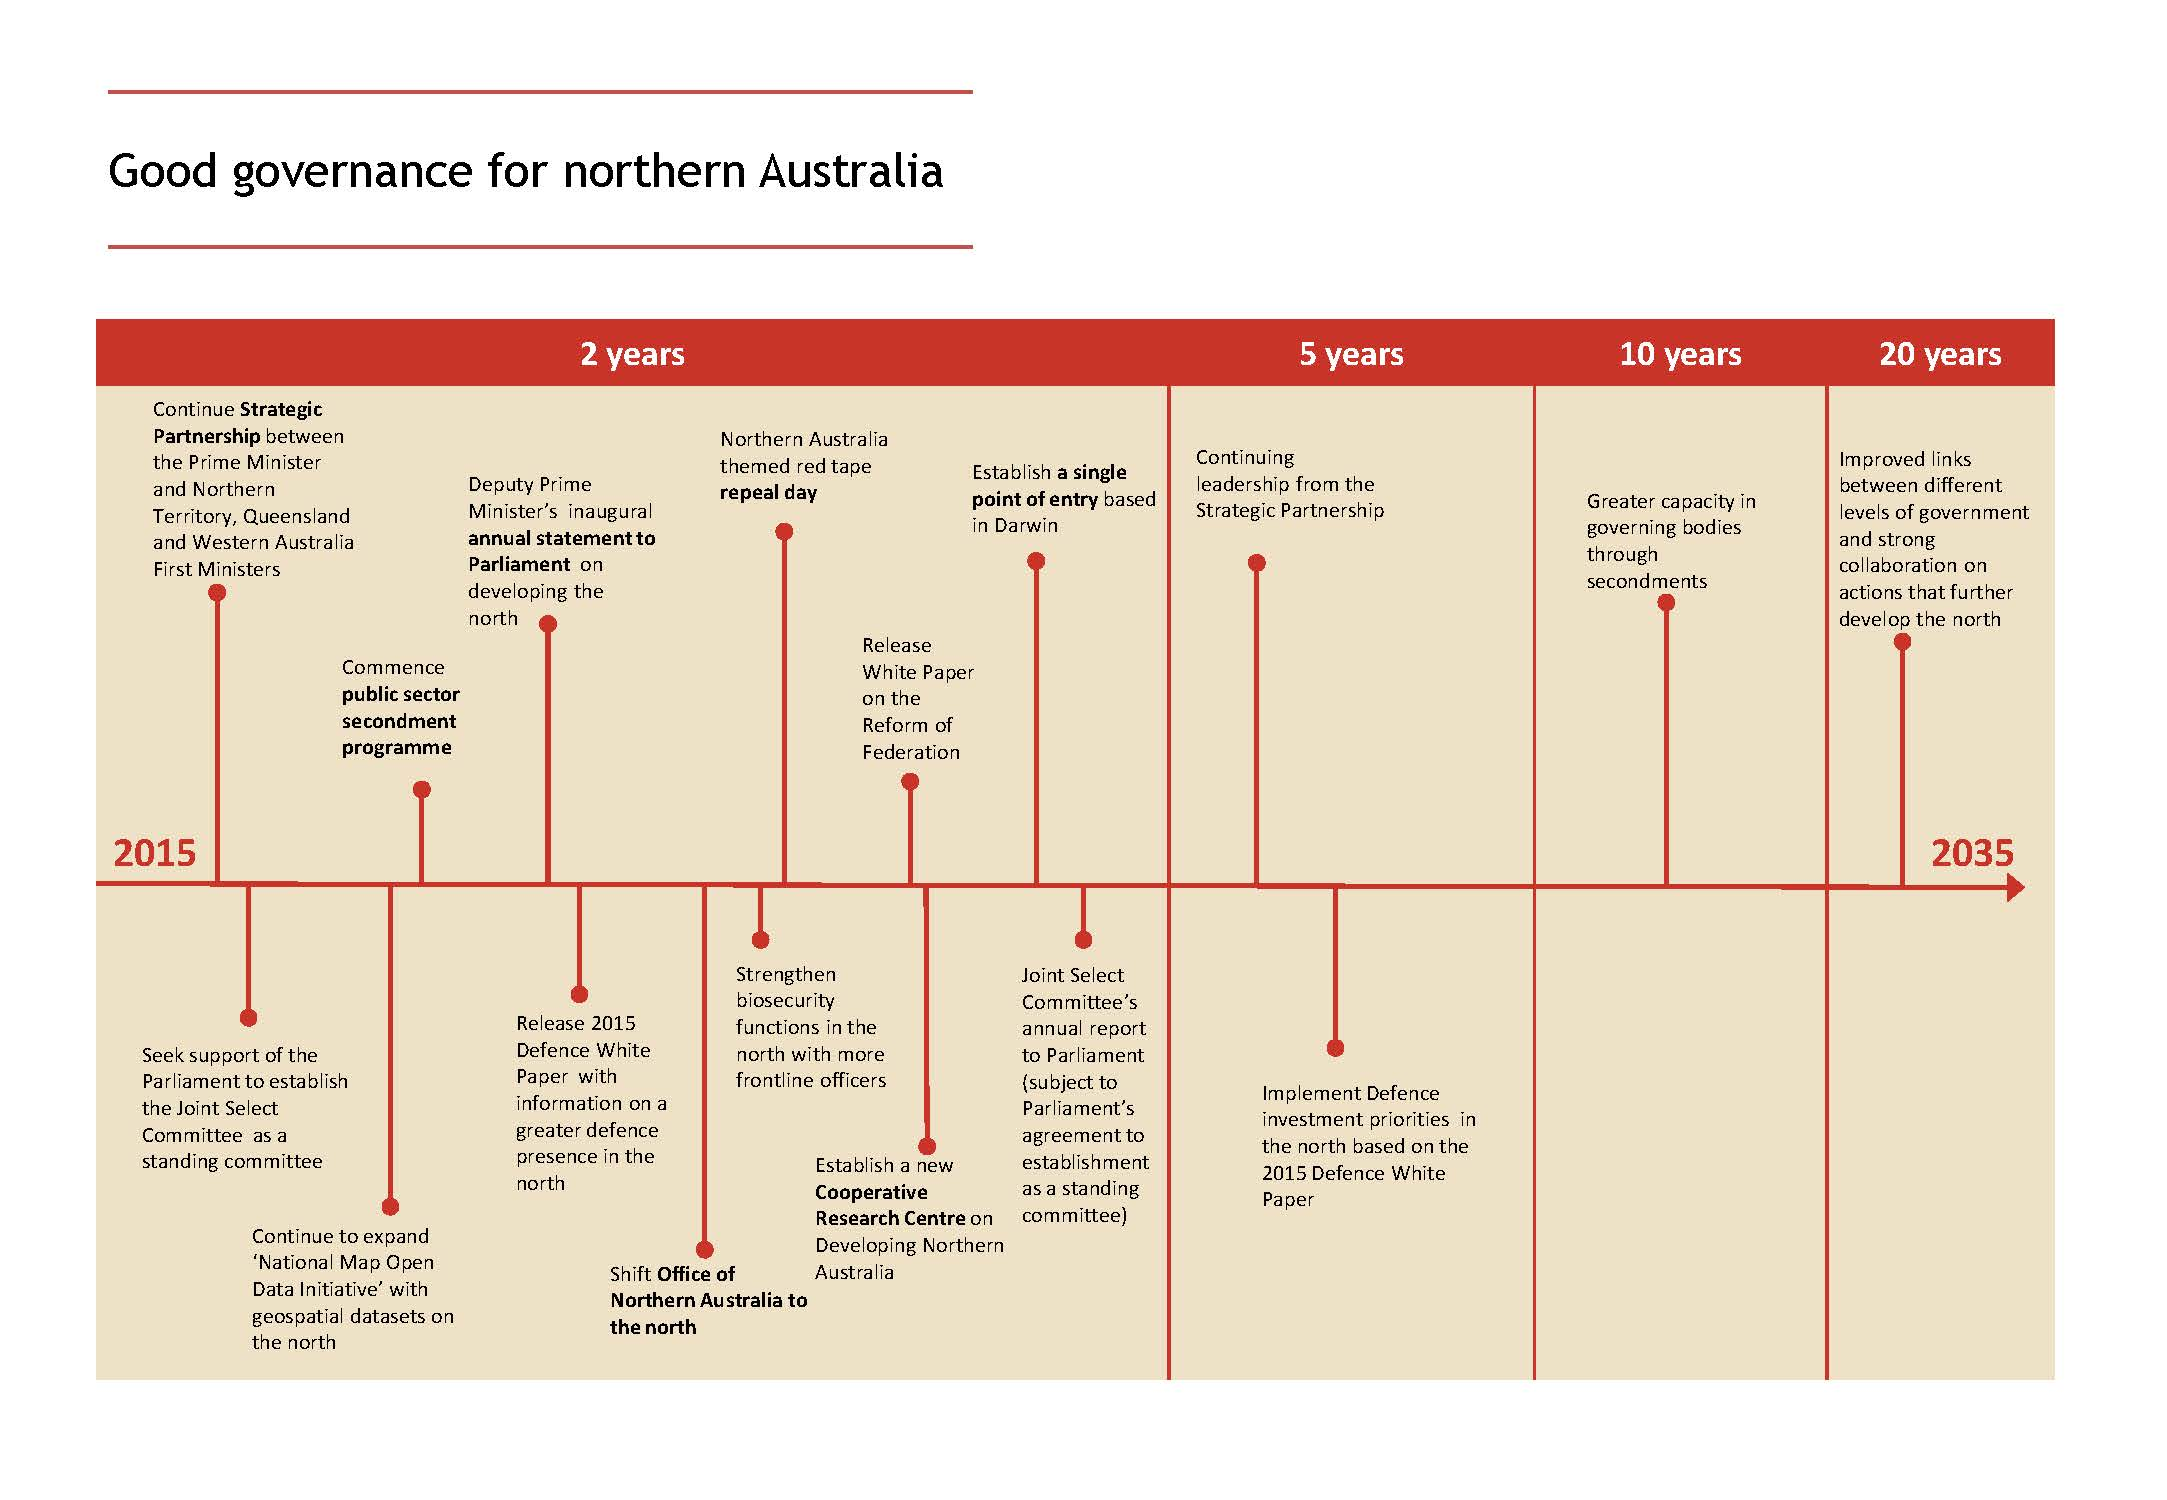 Good governance for northern Australia
2 years
5 years
10 years
20 years
Continue Strategic
Partnership between
the Prime Minister
and Northern
Territory, Queensland
and Western Australia
First Ministers
Commence
public sector
secondment
programme
Deputy Prime
Minister’s inaugural
annual statement to
Parliament on
developing the
north
Northern Australia
themed red tape
repeal day
Release
White Paper
on the
Reform of
Federation
Establish a single
point of entry based
in Darwin
Continuing
leadership from the
Strategic Partnership
Greater capacity in
governing bodies
through
secondments
Improved links
between different
levels of government
and strong
collaboration on
actions that further
develop the north
2015
2035
Seek support of the
Parliament to establish
the Joint Select
Committee as a
standing committee
Continue to expand
‘National Map Open
Data Initiative’ with
geospatial datasets on
the north
Release 2015
Defence White
Paper with
information on a
greater defence
presence in the
north
Shift Office of
Northern Australia to
the north
Strengthen
biosecurity
functions in the
north with more
frontline officers
Establish a new
Cooperative
Research Centre on
Developing Northern
Australia
Joint Select
Committee’s
annual report
to Parliament
(subject to
Parliament’s
agreement to
establishment
as a standing
committee)
Implement Defence
investment priorities in
the north based on the
2015 Defence White
Paper